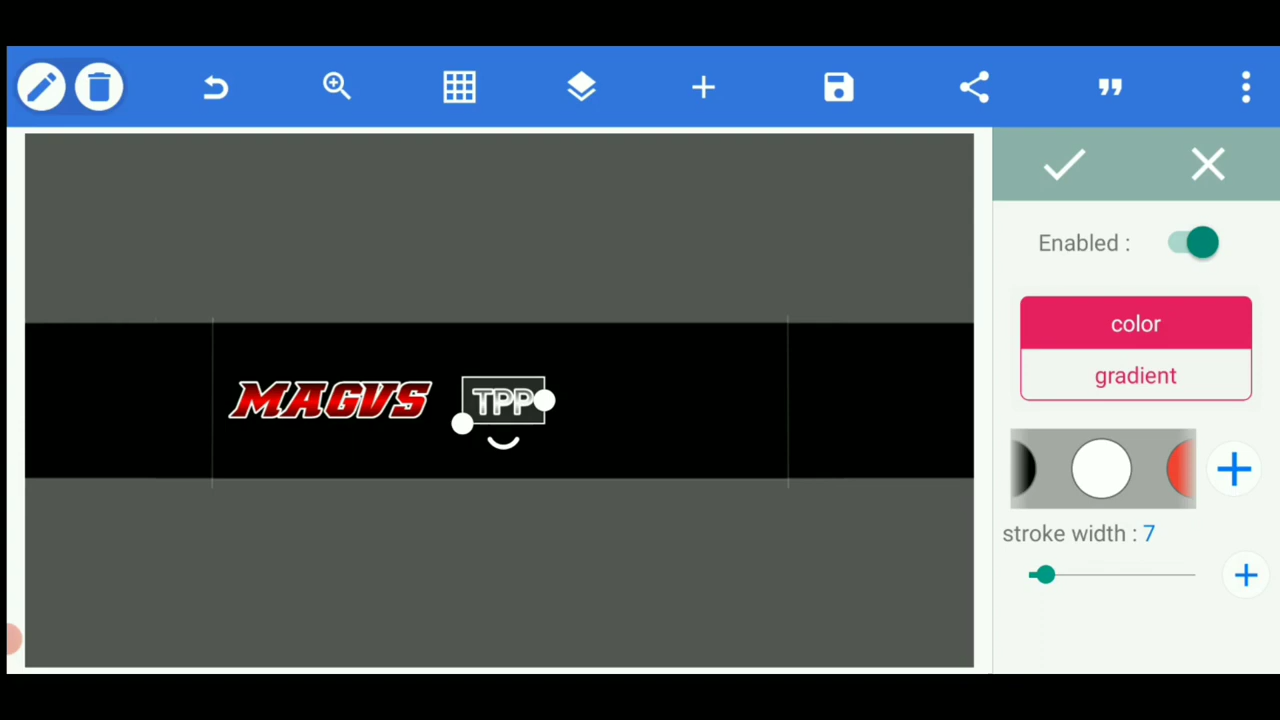 Enabled :
color
gradient
MAGVS
TPP
stroke width : 7